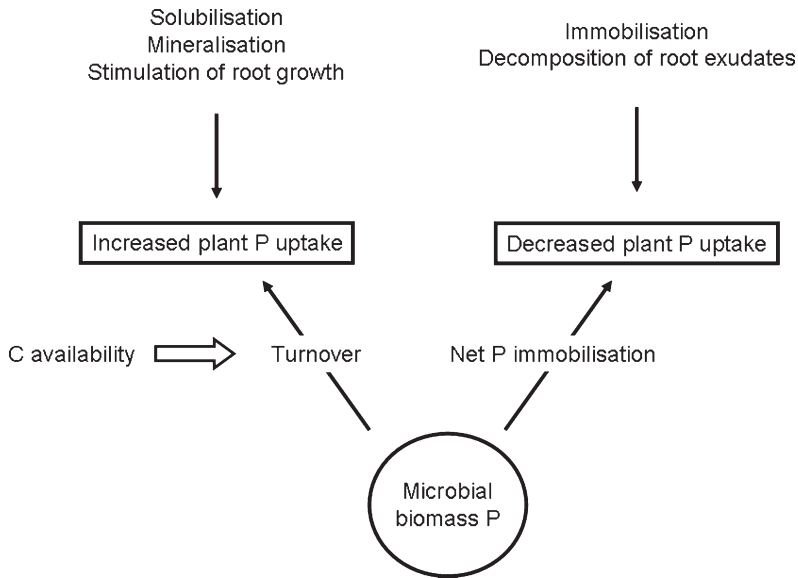 Solubilisation
Mineralisation
Stimulation of root growth
Immobilisation
Decomposition of root exudates
Increased plant P uptake
Decreased plant P uptake
C availability
Turnover
Net P immobilisation
Microbial
biomass P